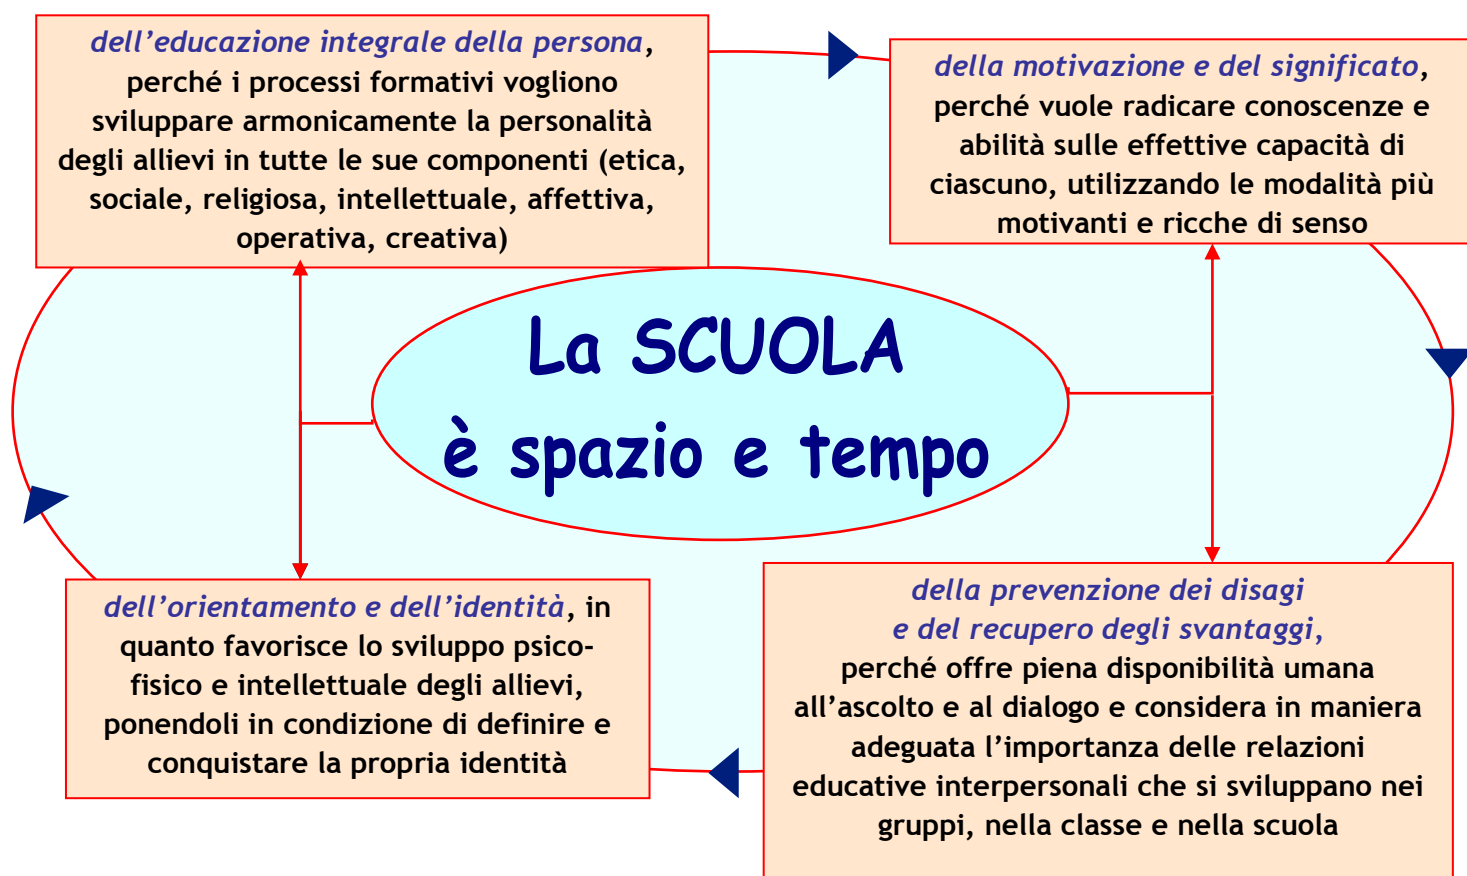 dell’educazione integrale della persona,
perché i processi formativi vogliono
sviluppare armonicamente la personalità
degli allievi in tutte le sue componenti (etica,
sociale, religiosa, intellettuale, affettiva,
operativa, creativa)
della motivazione e del significato,
perché vuole radicare conoscenze e
abilità sulle effettive capacità di
ciascuno, utilizzando le modalità più
motivanti e ricche di senso
La SCUOLA
è spazio e tempo
dell’orientamento e dell’identità, in
quanto favorisce lo sviluppo psico-
fisico e intellettuale degli allievi,
ponendoli in condizione di definire e
conquistare la propria identità
della prevenzione dei disagi
e del recupero degli svantaggi,
perché offre piena disponibilità umana
all’ascolto e al dialogo e considera in maniera
adeguata l’importanza delle relazioni
educative interpersonali che si sviluppano nei
gruppi, nella classe e nella scuola